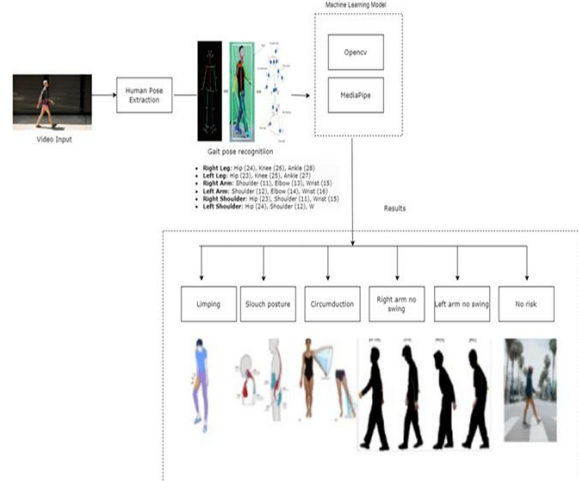 Machine Learning Model
Opencv
MediaPipe
Human Pose
Extraction
Video Input
Gait pose recognition
• Right Leg: Hip (24), Knee (26), Ankle (28)
• Left Leg: Hip (23), Knee (25), Ankle (27)
• Right Arm: Shoulder (11), Elbow (13), Wrist (15)
• Left Arm: Shoulder (12), Elbow (14), Wrist (16)
• Right Shoulder: Hip (23), Shoulder (11), Wrist (15)
• Left Shoulder: Hip (24), Shoulder (12), W
Results
Limping
Slouch posture
Circumduction
Right arm no
swing
Left arm no swing
No risk